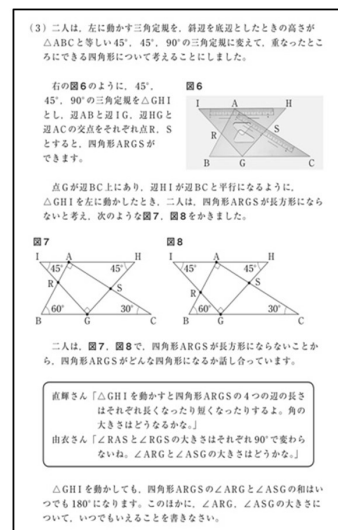 (3) 二人は，左に動かす三角定規を，斜辺を底辺としたときの高さが
△ABCと等しい45°，45°，90°の三角定規に変えて，重なったとこ
ろにできる四角形について考えることにしました。
右の図6のように，45°，
45°，90°の三角定規を△GHI
とし，辺ABと辺IG，辺HGと
辺ACの交点をそれぞれ点R，S
とすると，四角形ARGSが
できます。
図6
I A H
R S
B G C
点Gが辺BC上にあり，辺HIが辺BCと平行になるように，
△GHIを左に動かしたとき，二人は，四角形ARGSが長方形になら
ないと考え，次のような図7，図8をかきました。
図7
I A H
45° 45°
R S
60° 30°
B G C
図8
I A H
45° 45°
R S
60° 30°
B G C
二人は，図7，図8で，四角形ARGSが長方形にならないことか
ら，四角形ARGSがどんな四角形になるか話し合っています。
直輝さん「△GHIを動かすと四角形ARGSの4つの辺の長さ
はそれぞれ長くなったり短くなったりするよ。角の
大きさはどうなるかな。」
由衣さん「∠RASと∠RGSの大きさはそれぞれ90°で変わら
ないね。∠ARGと∠ASGの大きさはどうかな。」
△GHIを動かしても，四角形ARGSの∠ARGと∠ASGの和はい
つでも180°になります。このほかに，∠ARG，∠ASGの大きさに
ついて，いつでもいえることを書きなさい。